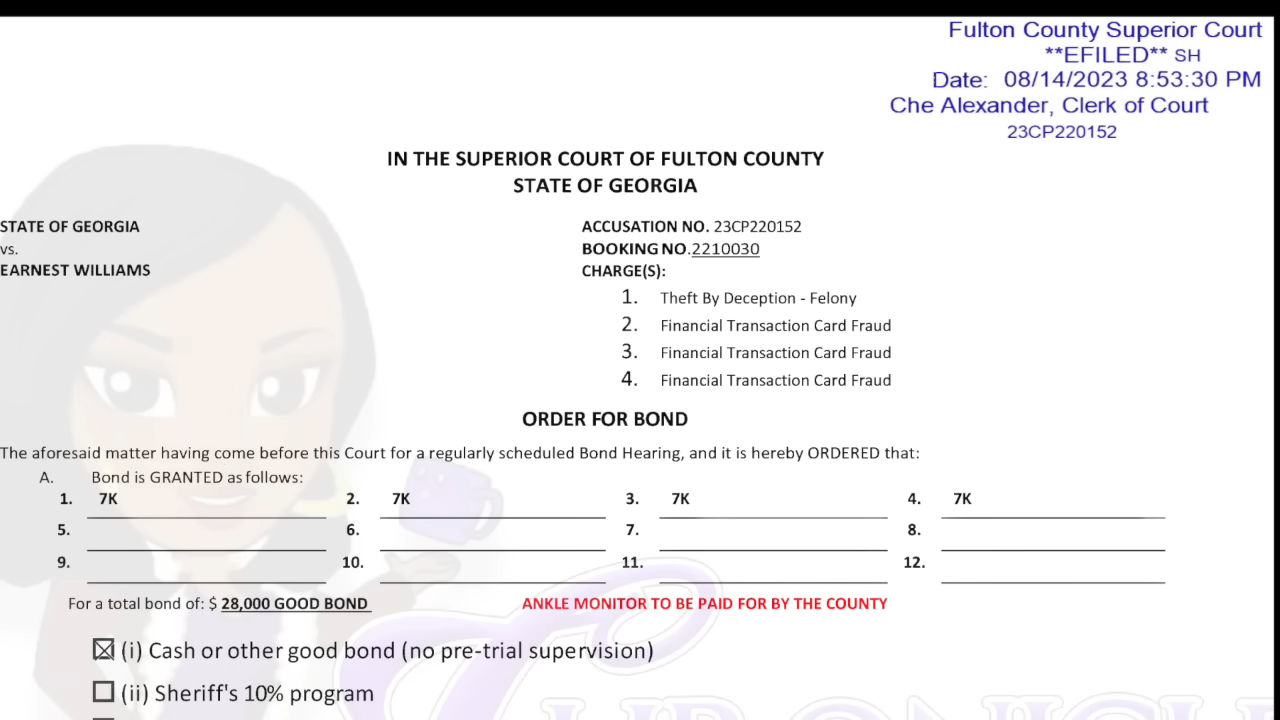 Fulton County Superior Court
**EFILED** SH
Date: 08/14/2023 8:53:30 PM
Che Alexander, Clerk of Court
23CP220152
IN THE SUPERIOR COURT OF FULTON COUNTY
STATE OF GEORGIA
STATE OF GEORGIA
vs.
EARNEST WILLIAMS
ACCUSATION NO. 23CP220152
BOOKING NO.2210030
CHARGE(S):
1. Theft By Deception - Felony
2. Financial Transaction Card Fraud
3. Financial Transaction Card Fraud
4. Financial Transaction Card Fraud
ORDER FOR BOND
The aforesaid matter having come before this Court for a regularly scheduled Bond Hearing, and it is hereby ORDERED that:
A. Bond is GRANTED as follows:
1. 7K 2. 7K 3. 7K 4. 7K
5. 6. 7. 8.
9. 10. 11. 12.
For a total bond of: $ 28,000 GOOD BOND ANKLE MONITOR TO BE PAID FOR BY THE COUNTY
(i) Cash or other good bond (no pre-trial supervision)
(ii) Sheriff's 10% program